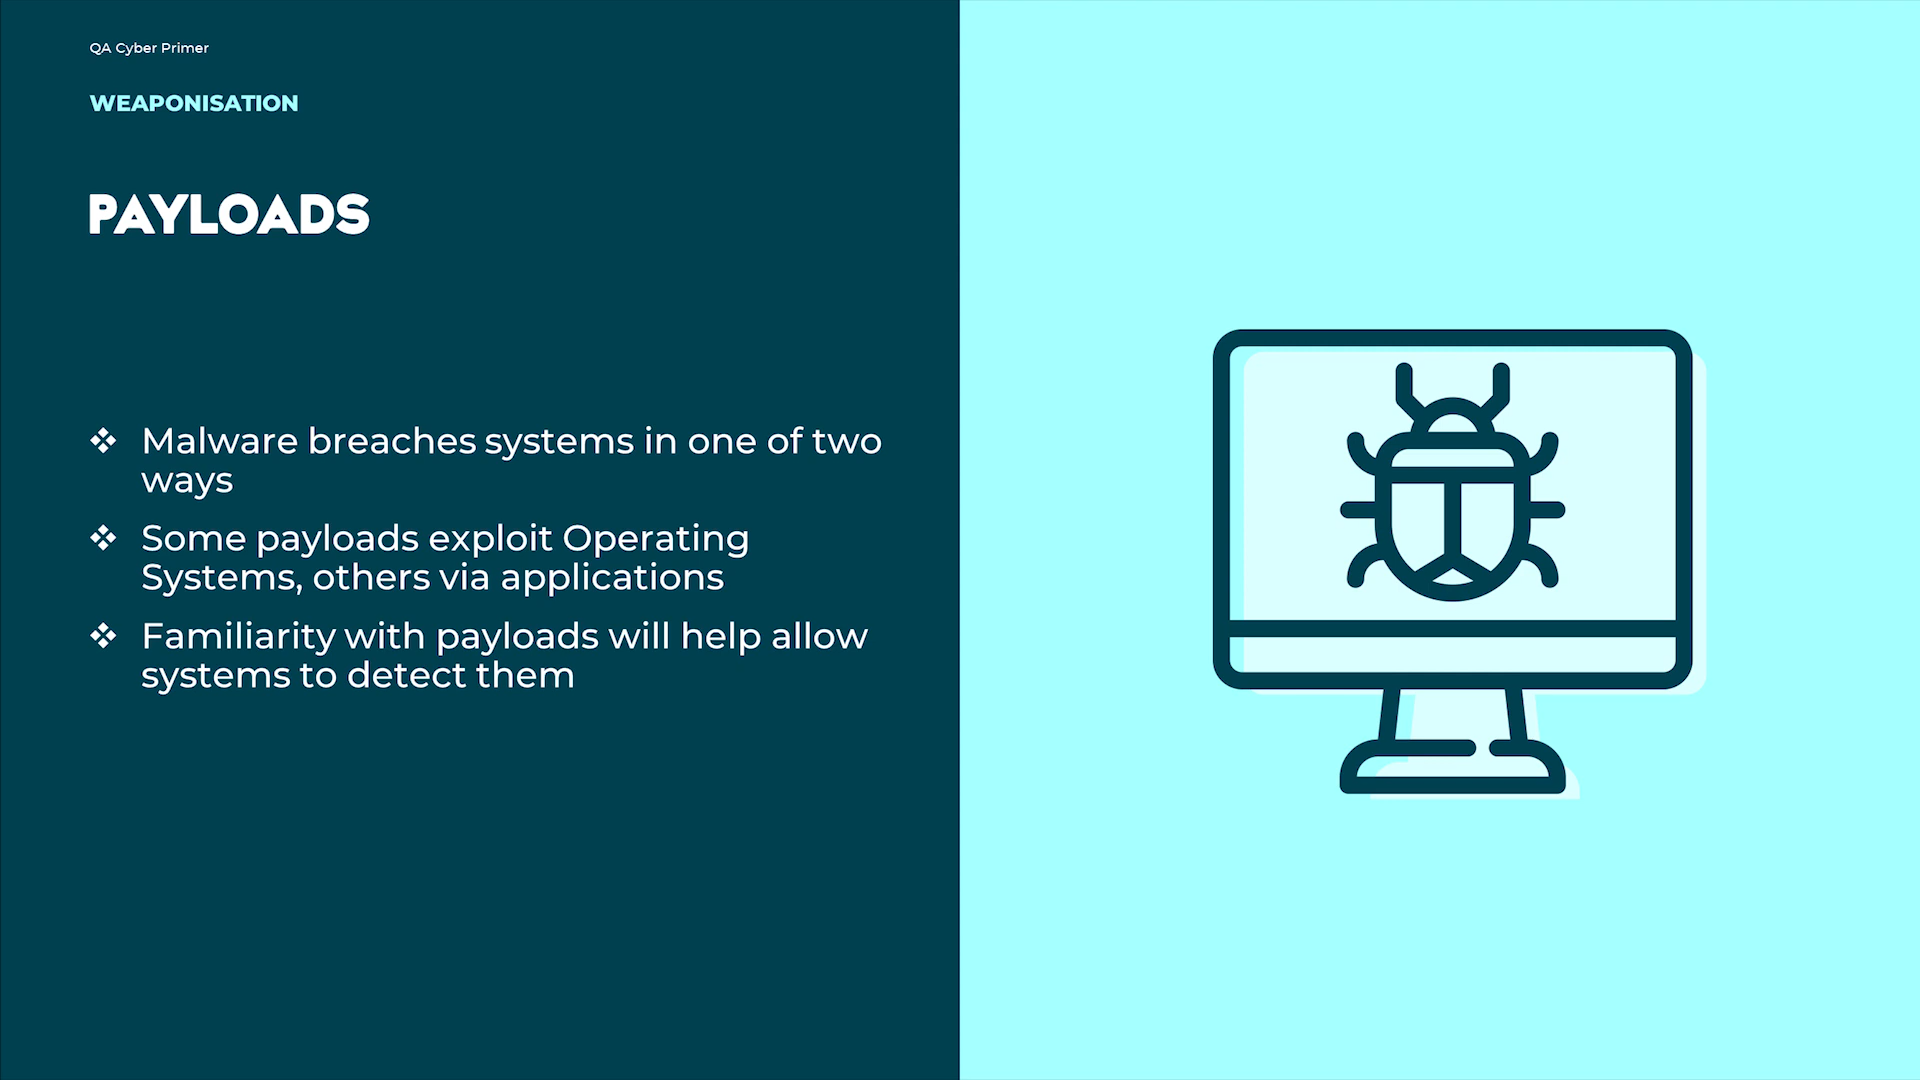 QA Cyber Primer
WEAPONISATION
PAYLOADS
❖ Malware breaches systems in one of two
ways
❖ Some payloads exploit Operating
Systems, others via applications
❖ Familiarity with payloads will help allow
systems to detect them